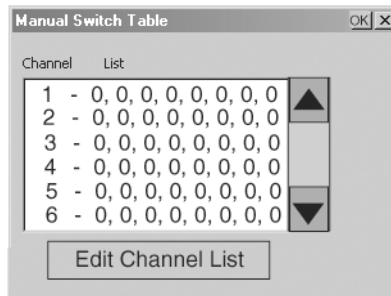 Manual Switch Table OK X
Channel List
1 - 0, 0, 0, 0, 0, 0, 0, 0
2 - 0, 0, 0, 0, 0, 0, 0, 0
3 - 0, 0, 0, 0, 0, 0, 0, 0
4 - 0, 0, 0, 0, 0, 0, 0, 0
5 - 0, 0, 0, 0, 0, 0, 0, 0
6 - 0, 0, 0, 0, 0, 0, 0, 0
Edit Channel List